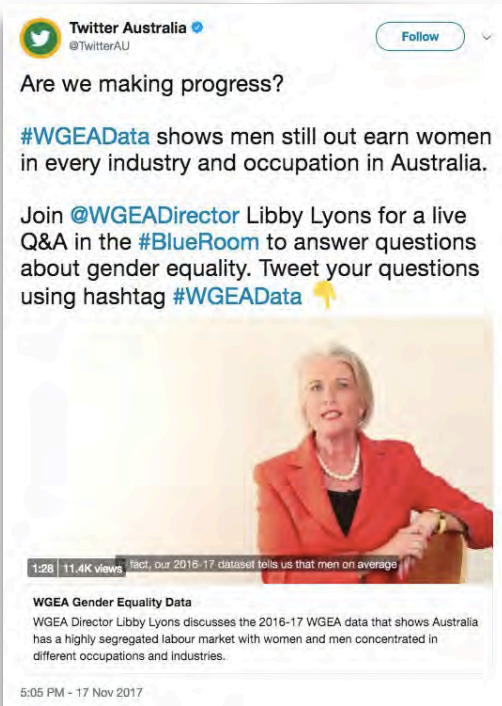 Twitter Australia
@TwitterAU
Follow
Are we making progress?
#WGEAData shows men still out earn women
in every industry and occupation in Australia.
Join @WGEADirector Libby Lyons for a live
Q&A in the #BlueRoom to answer questions
about gender equality. Tweet your questions
using hashtag #WGEAData 👇
1:28 11.4K views fact, our 2016-17 dataset tells us that men on average
WGEA Gender Equality Data
WGEA Director Libby Lyons discusses the 2016-17 WGEA data that shows Australia
has a highly segregated labour market with women and men concentrated in
different occupations and industries.
5:05 PM - 17 Nov 2017